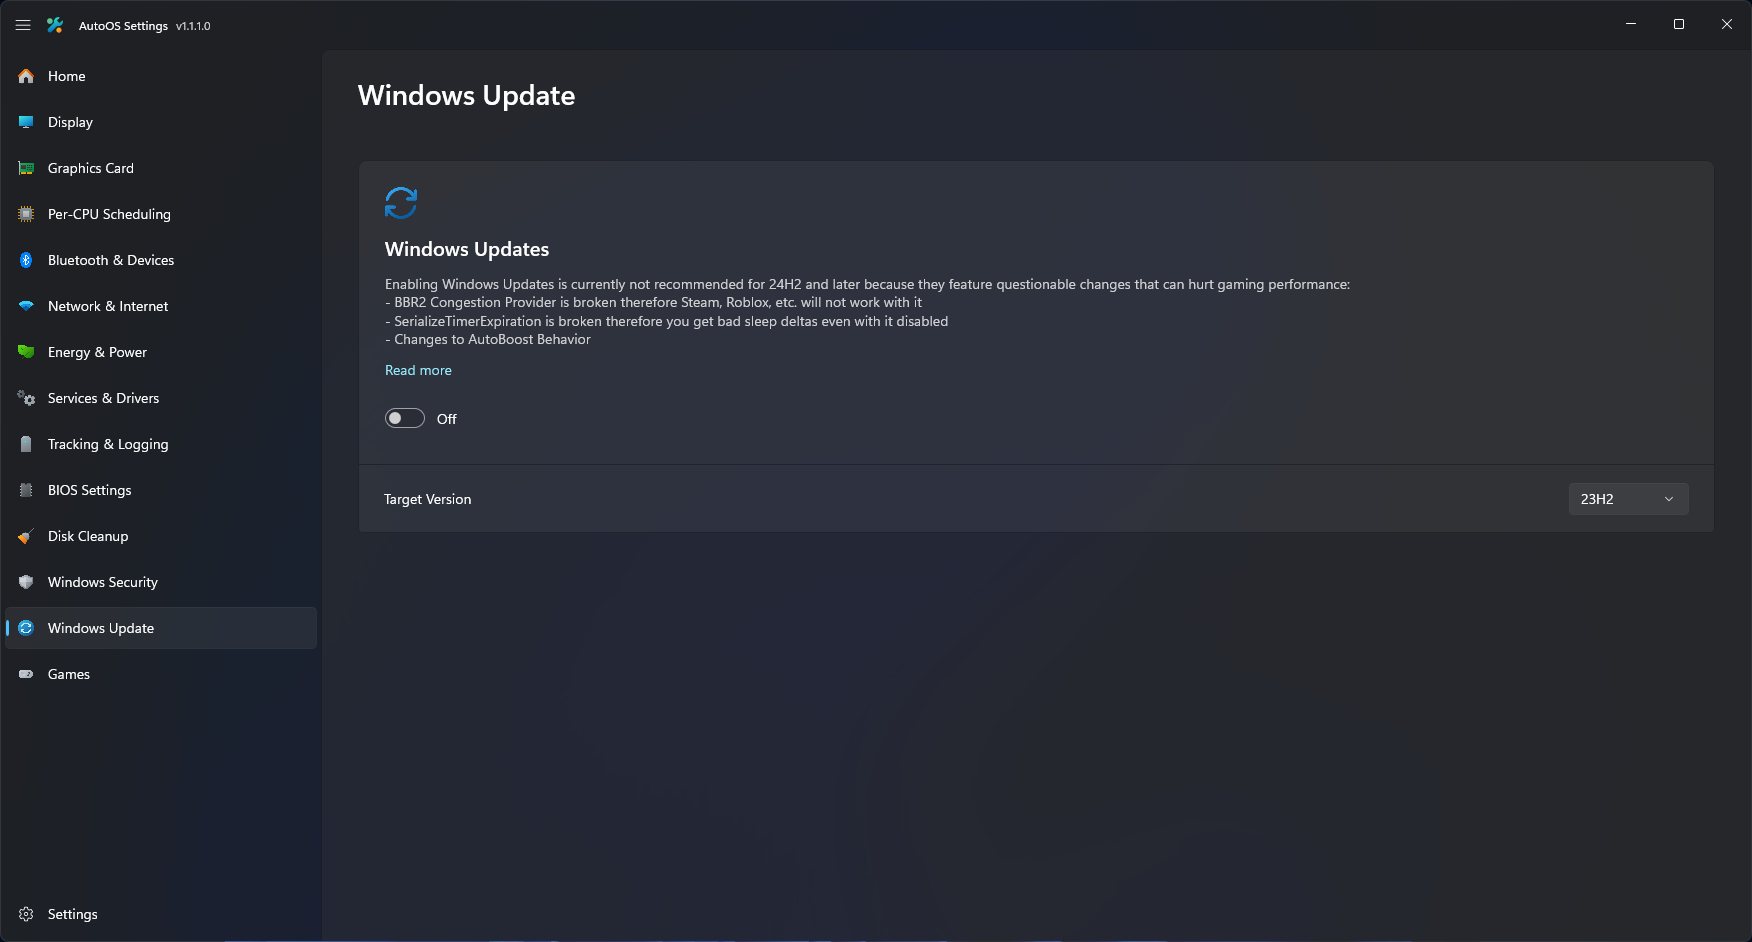 AutoOS Settings v1.1.1.0
Home
Display
Graphics Card
Per-CPU Scheduling
Bluetooth & Devices
Network & Internet
Energy & Power
Services & Drivers
Tracking & Logging
BIOS Settings
Disk Cleanup
Windows Security
Windows Update
Games
Settings
Windows Update
Windows Updates
Enabling Windows Updates is currently not recommended for 24H2 and later because they feature questionable changes that can hurt gaming performance:
- BBR2 Congestion Provider is broken therefore Steam, Roblox, etc. will not work with it
- SerializeTimerExpiration is broken therefore you get bad sleep deltas even with it disabled
- Changes to AutoBoost Behavior
Read more
Off
Target Version
23H2